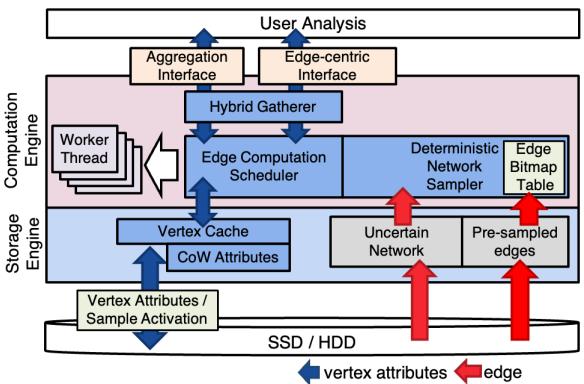 User Analysis
Aggregation
Interface
Edge-centric
Interface
Computation
Engine
Hybrid Gatherer
Worker
Thread
Edge Computation
Scheduler
Deterministic
Network
Sampler
Edge
Bitmap
Table
Storage
Engine
Vertex Cache
CoW Attributes
Uncertain
Network
Pre-sampled
edges
Vertex Attributes /
Sample Activation
SSD / HDD
vertex attributes
edge